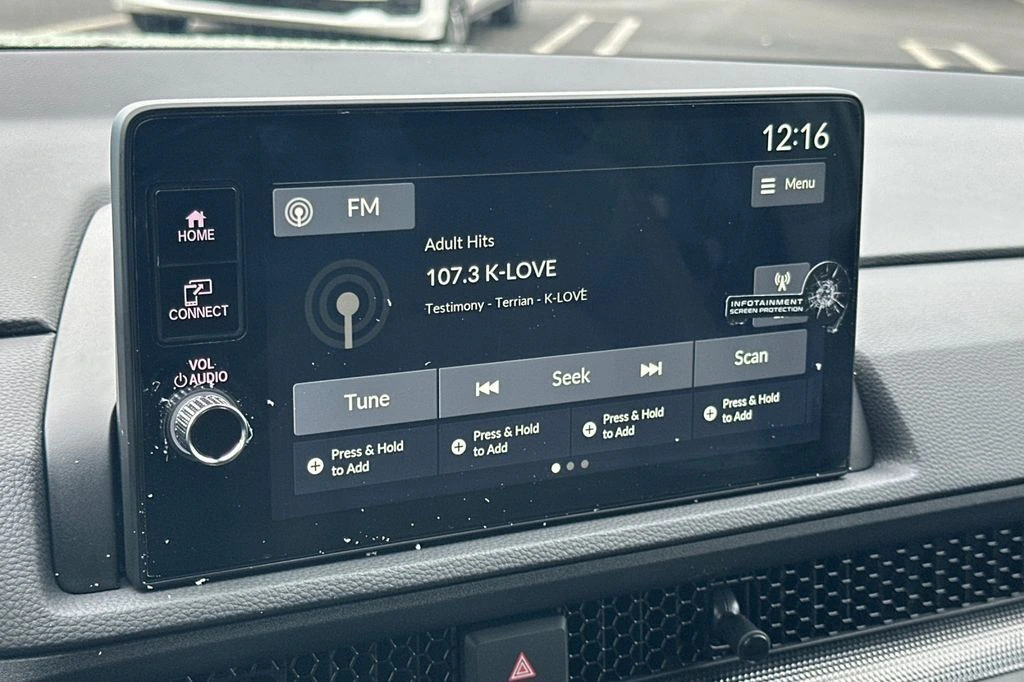 12:16
Menu
HOME
FM
Adult Hits
107.3 K-LOVE
Testimony - Terrian - K-LOVE
CONNECT
INFOTAINMENT
SCREEN PROTECTION
VOL
AUDIO
Tune
Seek
Scan
Press & Hold
to Add
Press & Hold
to Add
Press & Hold
to Add
Press & Hold
to Add